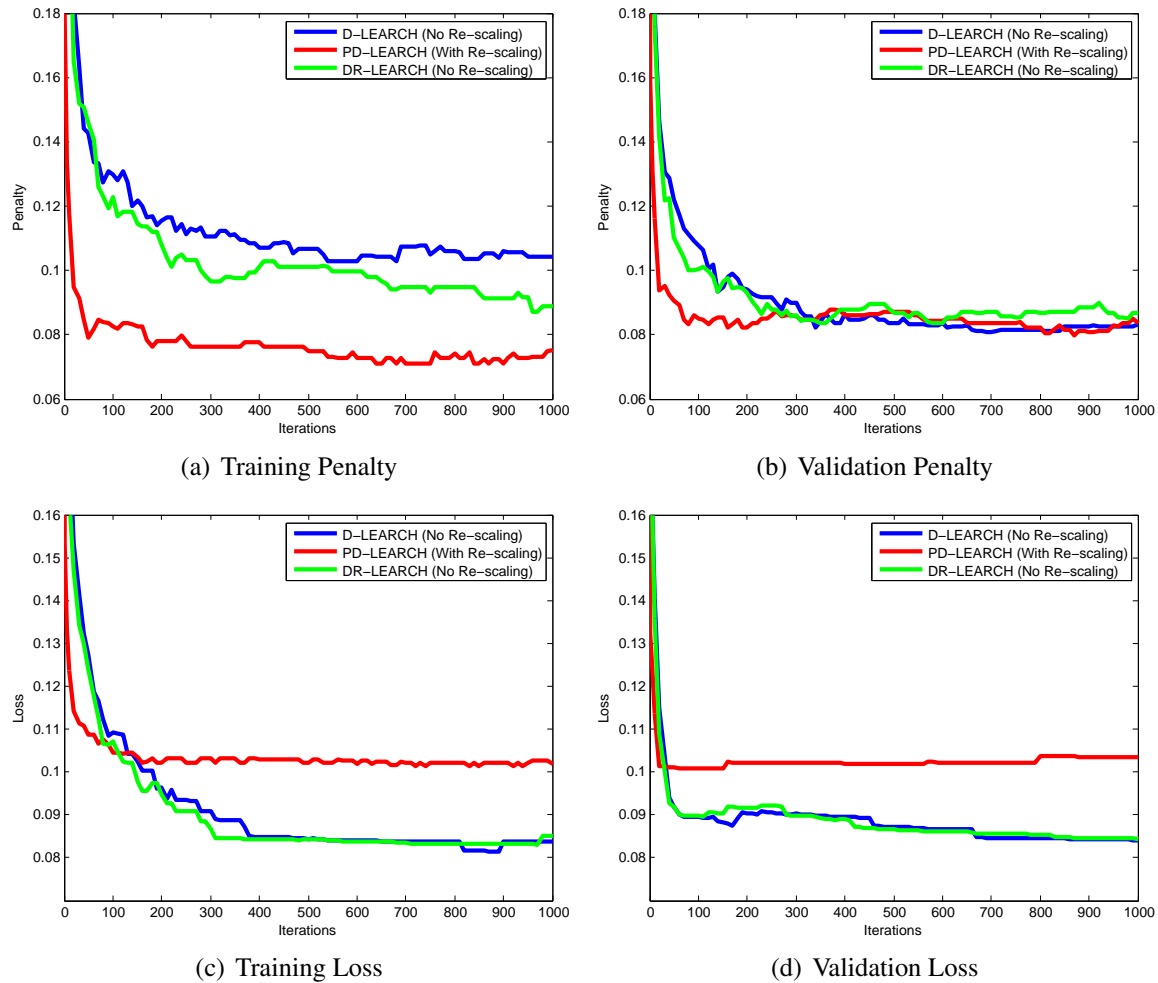 0.18
0.16
0.14
0.12
0.1
0.08
0.06
Penalty
D−LEARCH (No Re−scaling)
PD−LEARCH (With Re−scaling)
DR−LEARCH (No Re−scaling)
0 100 200 300 400 500 600 700 800 900 1000
Iterations
(a) Training Penalty
0.18
0.16
0.14
0.12
0.1
0.08
0.06
Penalty
D−LEARCH (No Re−scaling)
PD−LEARCH (With Re−scaling)
DR−LEARCH (No Re−scaling)
0 100 200 300 400 500 600 700 800 900 1000
Iterations
(b) Validation Penalty
0.16
0.15
0.14
0.13
0.12
0.11
0.1
0.09
0.08
Loss
D−LEARCH (No Re−scaling)
PD−LEARCH (With Re−scaling)
DR−LEARCH (No Re−scaling)
0 100 200 300 400 500 600 700 800 900 1000
Iterations
(c) Training Loss
0.16
0.15
0.14
0.13
0.12
0.11
0.1
0.09
0.08
Loss
D−LEARCH (No Re−scaling)
PD−LEARCH (With Re−scaling)
DR−LEARCH (No Re−scaling)
0 100 200 300 400 500 600 700 800 900 1000
Iterations
(d) Validation Loss